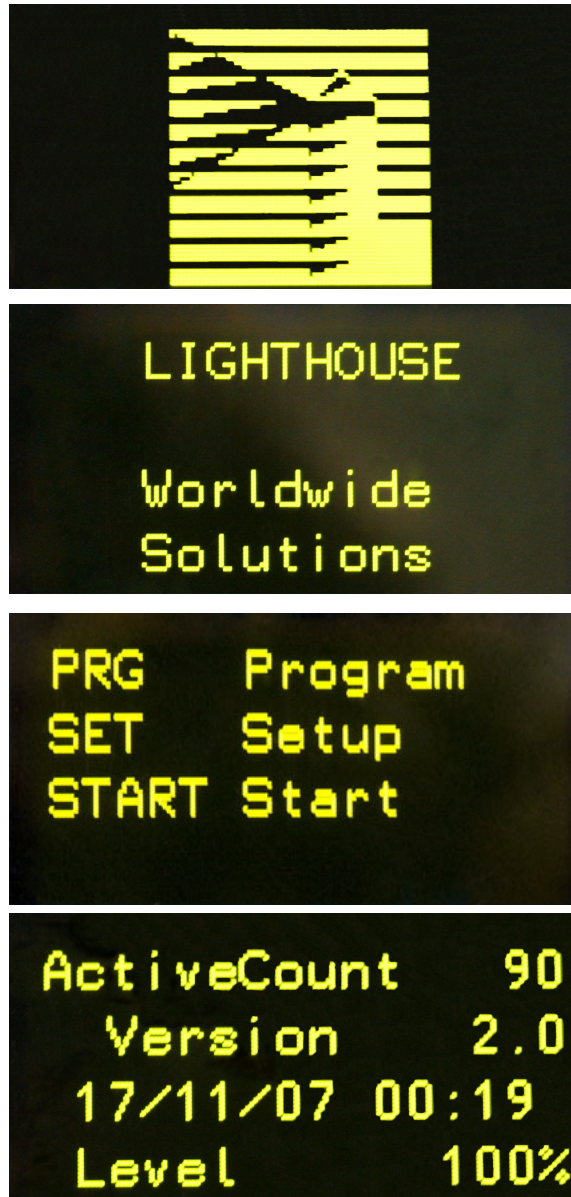 LIGHTHOUSE
Worldwide
Solutions
PRG Program
SET Setup
START Start
ActiveCount 90
Version 2.0
17/11/07 00:19
Level 100%